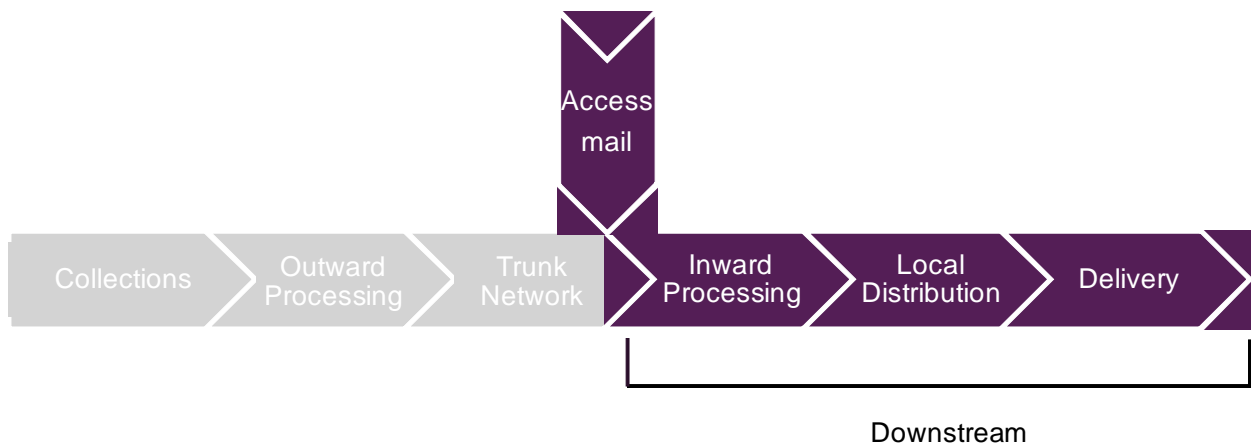 Access
mail
Collections
Outward
Processing
Trunk
Network
Inward
Processing
Local
Distribution
Delivery
Downstream